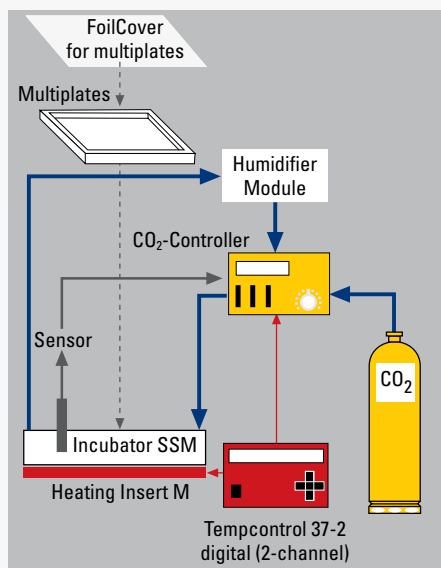 FoilCover
for multiplates
Multiplates
Humidifier
Module
CO₂-Controller
Sensor
CO₂
Incubator SSM
Heating Insert M
Tempcontrol 37-2
digital (2-channel)